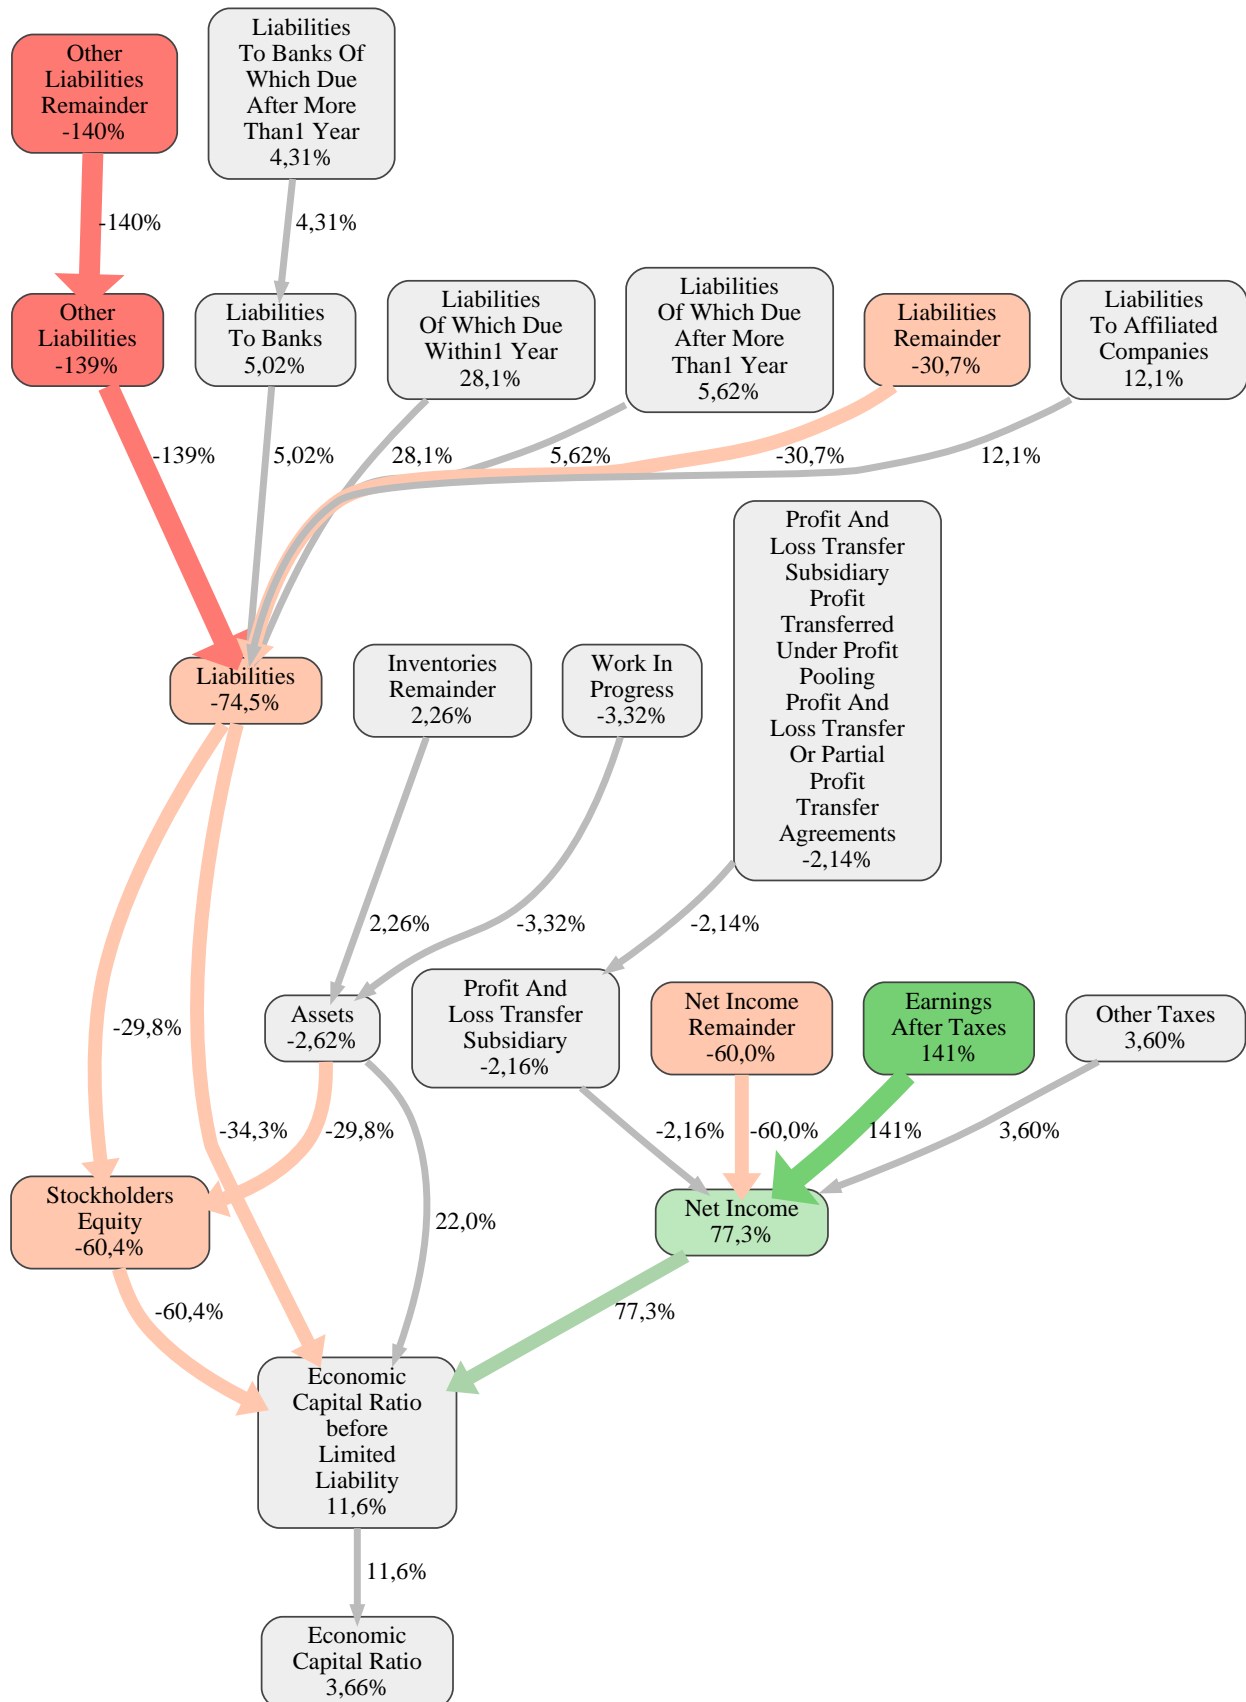 Other
Liabilities
Remainder
-140%
Liabilities
To Banks Of
Which Due
After More
Than1 Year
4,31%
-140%
4,31%
Other
Liabilities
-139%
Liabilities
To Banks
5,02%
Liabilities
Of Which Due
Within1 Year
28,1%
Liabilities
Of Which Due
After More
Than1 Year
5,62%
Liabilities
Remainder
-30,7%
Liabilities
To Affiliated
Companies
12,1%
-139%
5,02%
28,1%
5,62%
-30,7%
12,1%
Profit And
Loss Transfer
Subsidiary
Profit
Transferred
Under Profit
Pooling
Profit And
Loss Transfer
Or Partial
Profit
Transfer
Agreements
-2,14%
Liabilities
-74,5%
Inventories
Remainder
2,26%
Work In
Progress
-3,32%
2,26%
-3,32%
-2,14%
-29,8%
Assets
-2,62%
Profit And
Loss Transfer
Subsidiary
-2,16%
Net Income
Remainder
-60,0%
Earnings
After Taxes
141%
Other Taxes
3,60%
-34,3%
-29,8%
-2,16%
-60,0%
141%
3,60%
Stockholders
Equity
-60,4%
22,0%
Net Income
77,3%
-60,4%
77,3%
Economic
Capital Ratio
before
Limited
Liability
11,6%
11,6%
Economic
Capital Ratio
3,66%